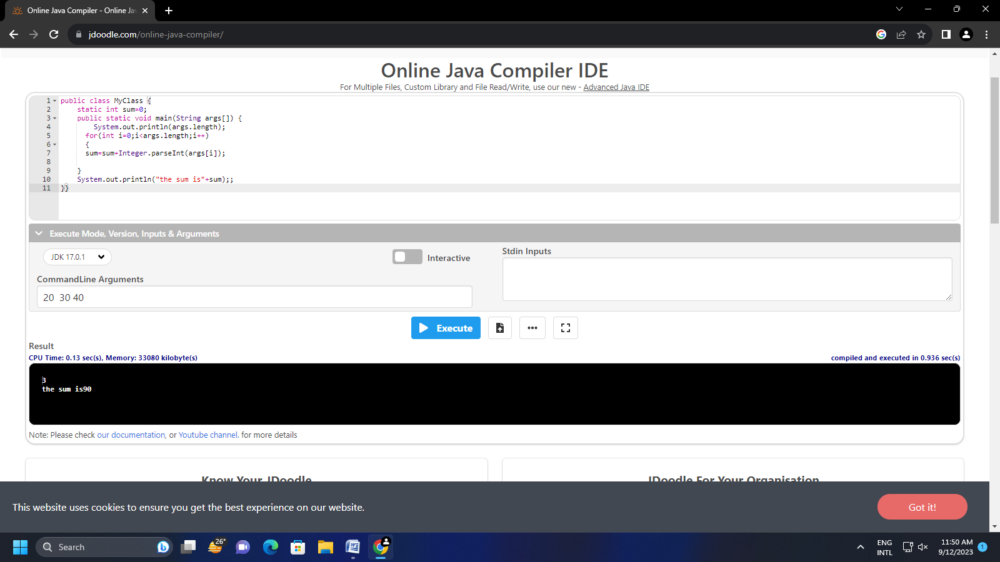 Online Java Compiler - Online Ja
jdoodle.com/online-java-compiler/
Online Java Compiler IDE
For Multiple Files, Custom Library and File Read/Write, use our new - Advanced Java IDE
1 public class MyClass {
2 static int sum=0;
3 public static void main(String args[]) {
4 System.out.println(args.length);
5 for(int i=0;i<args.length;i++)
6 {
7 sum=sum+Integer.parseInt(args[i]);
8
9 }
10 System.out.println("the sum is"+sum);;
11 }}
Execute Mode, Version, Inputs & Arguments
JDK 17.0.1
Interactive
Stdin Inputs
CommandLine Arguments
20  30 40
Execute
Result
CPU Time: 0.13 sec(s), Memory: 33080 kilobyte(s)
compiled and executed in 0.936 sec(s)
3
the sum is90
Note: Please check our documentation, or Youtube channel. for more details
Know Your JDoodle
JDoodle For Your Organisation
This website uses cookies to ensure you get the best experience on our website.
Got it!
Search
26°
ENG
INTL
11:50 AM
9/12/2023
1